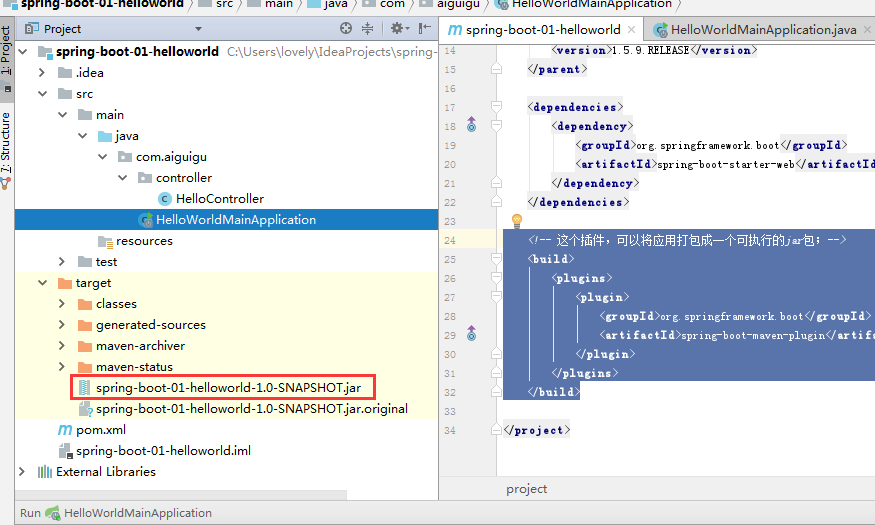 spring-boot-01-helloworld src main java com aiguigu HelloWorldMainApplication
1: Project
7: Structure
Project
spring-boot-01-helloworld C:\Users\lovely\IdeaProjects\spring-
.idea
src
main
java
com.aiguigu
controller
HelloController
HelloWorldMainApplication
resources
test
target
classes
generated-sources
maven-archiver
maven-status
spring-boot-01-helloworld-1.0-SNAPSHOT.jar
spring-boot-01-helloworld-1.0-SNAPSHOT.jar.original
pom.xml
spring-boot-01-helloworld.iml
External Libraries
spring-boot-01-helloworld HelloWorldMainApplication.java
14 <version>1.5.9.RELEASE</version>
15 </parent>
16
17 <dependencies>
18 <dependency>
19 <groupId>org.springframework.boot</groupId>
20 <artifactId>spring-boot-starter-web</artifactId
21 </dependency>
22 </dependencies>
23
24 <!-- 这个插件，可以将应用打包成一个可执行的jar包；-->
25 <build>
26 <plugins>
27 <plugin>
28 <groupId>org.springframework.boot</groupId>
29 <artifactId>spring-boot-maven-plugin</artif
30 </plugin>
31 </plugins>
32 </build>
33
34 </project>
project
Run HelloWorldMainApplication